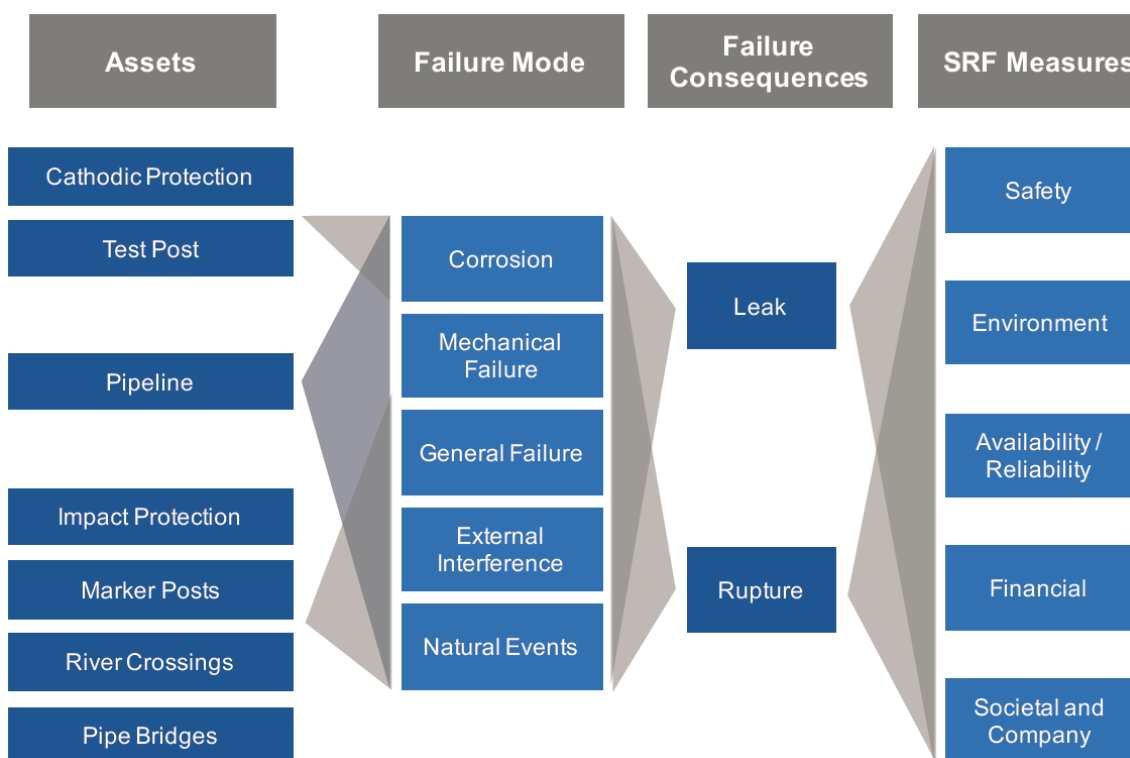 Assets
Failure Mode
Failure
Consequences
SRF Measures
Cathodic Protection
Test Post
Pipeline
Impact Protection
Marker Posts
River Crossings
Pipe Bridges
Corrosion
Mechanical
Failure
General Failure
External
Interference
Natural Events
Leak
Rupture
Safety
Environment
Availability /
Reliability
Financial
Societal and
Company